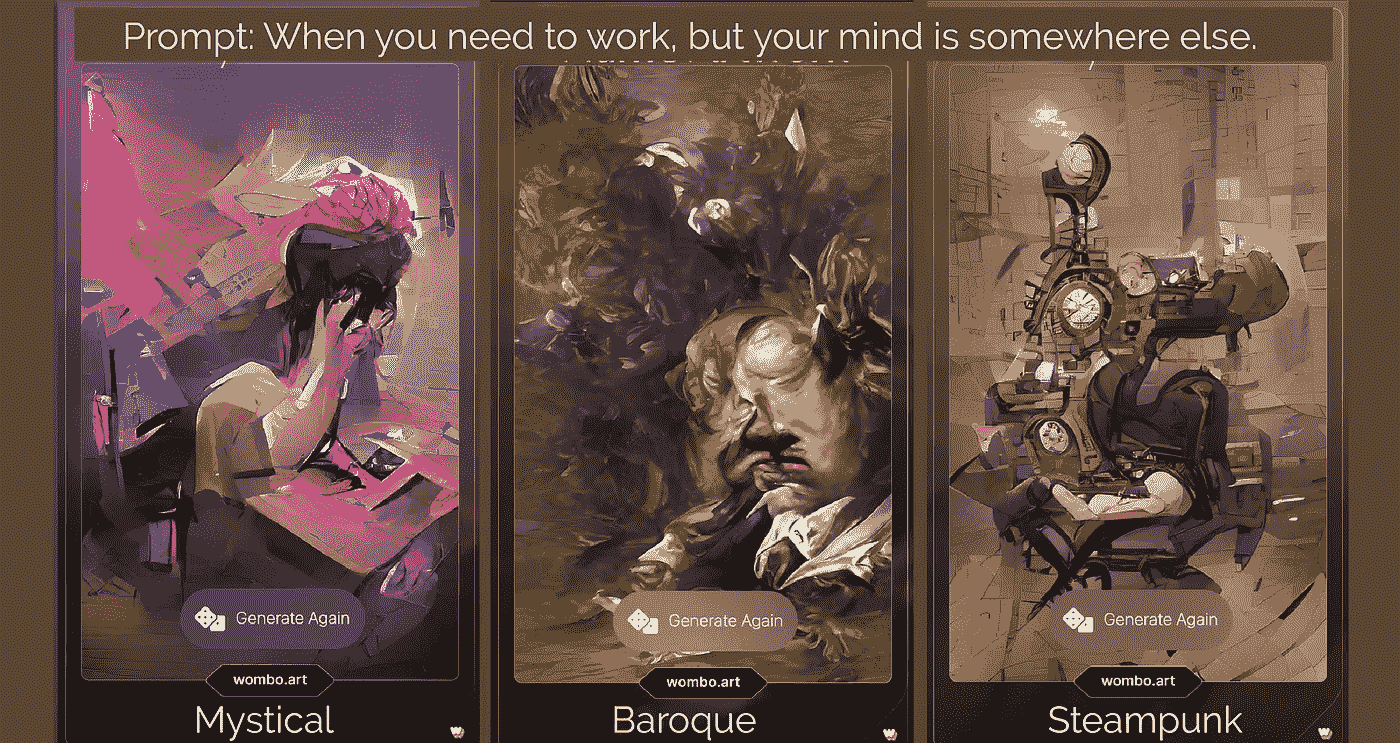 Prompt: When you need to work, but your mind is somewhere else.
Generate Again
Generate Again
Generate Again
wombo.art
wombo.art
wombo.art
Mystical
Baroque
Steampunk